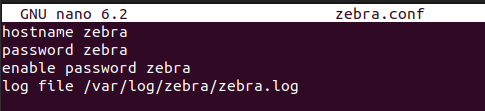 GNU nano 6.2 zebra.conf
hostname zebra
password zebra
enable password zebra
log file /var/log/zebra/zebra.log